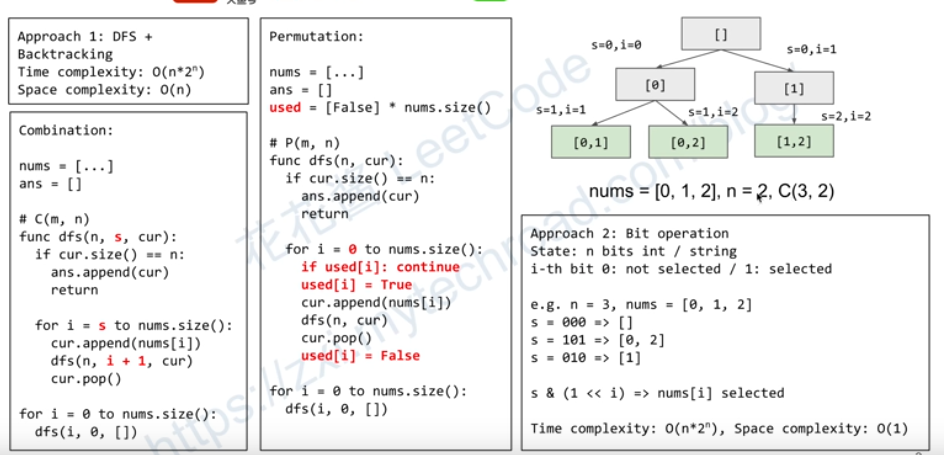 Approach 1: DFS +
Backtracking
Time complexity: O(n*2ⁿ)
Space complexity: O(n)
Combination:
nums = [...]
ans = []
# C(m, n)
func dfs(n, s, cur):
if cur.size() == n:
ans.append(cur)
return
for i = s to nums.size():
cur.append(nums[i])
dfs(n, i + 1, cur)
cur.pop()
for i = 0 to nums.size():
dfs(i, 0, [])
Permutation:
nums = [...]
ans = []
used = [False] * nums.size()
# P(m, n)
func dfs(n, cur):
if cur.size() == n:
ans.append(cur)
return
for i = 0 to nums.size():
if used[i]: continue
used[i] = True
cur.append(nums[i])
dfs(n, cur)
cur.pop()
used[i] = False
for i = 0 to nums.size():
dfs(i, 0, [])
[]
s=0,i=0
s=0,i=1
[0]
[1]
s=1,i=1
s=1,i=2
s=2,i=2
[0,1]
[0,2]
[1,2]
nums = [0, 1, 2], n = 2, C(3, 2)
Approach 2: Bit operation
State: n bits int / string
i-th bit 0: not selected / 1: selected
e.g. n = 3, nums = [0, 1, 2]
s = 000 => []
s = 101 => [0, 2]
s = 010 => [1]
s & (1 << i) => nums[i] selected
Time complexity: O(n*2ⁿ), Space complexity: O(1)
花花酱 LeetCode